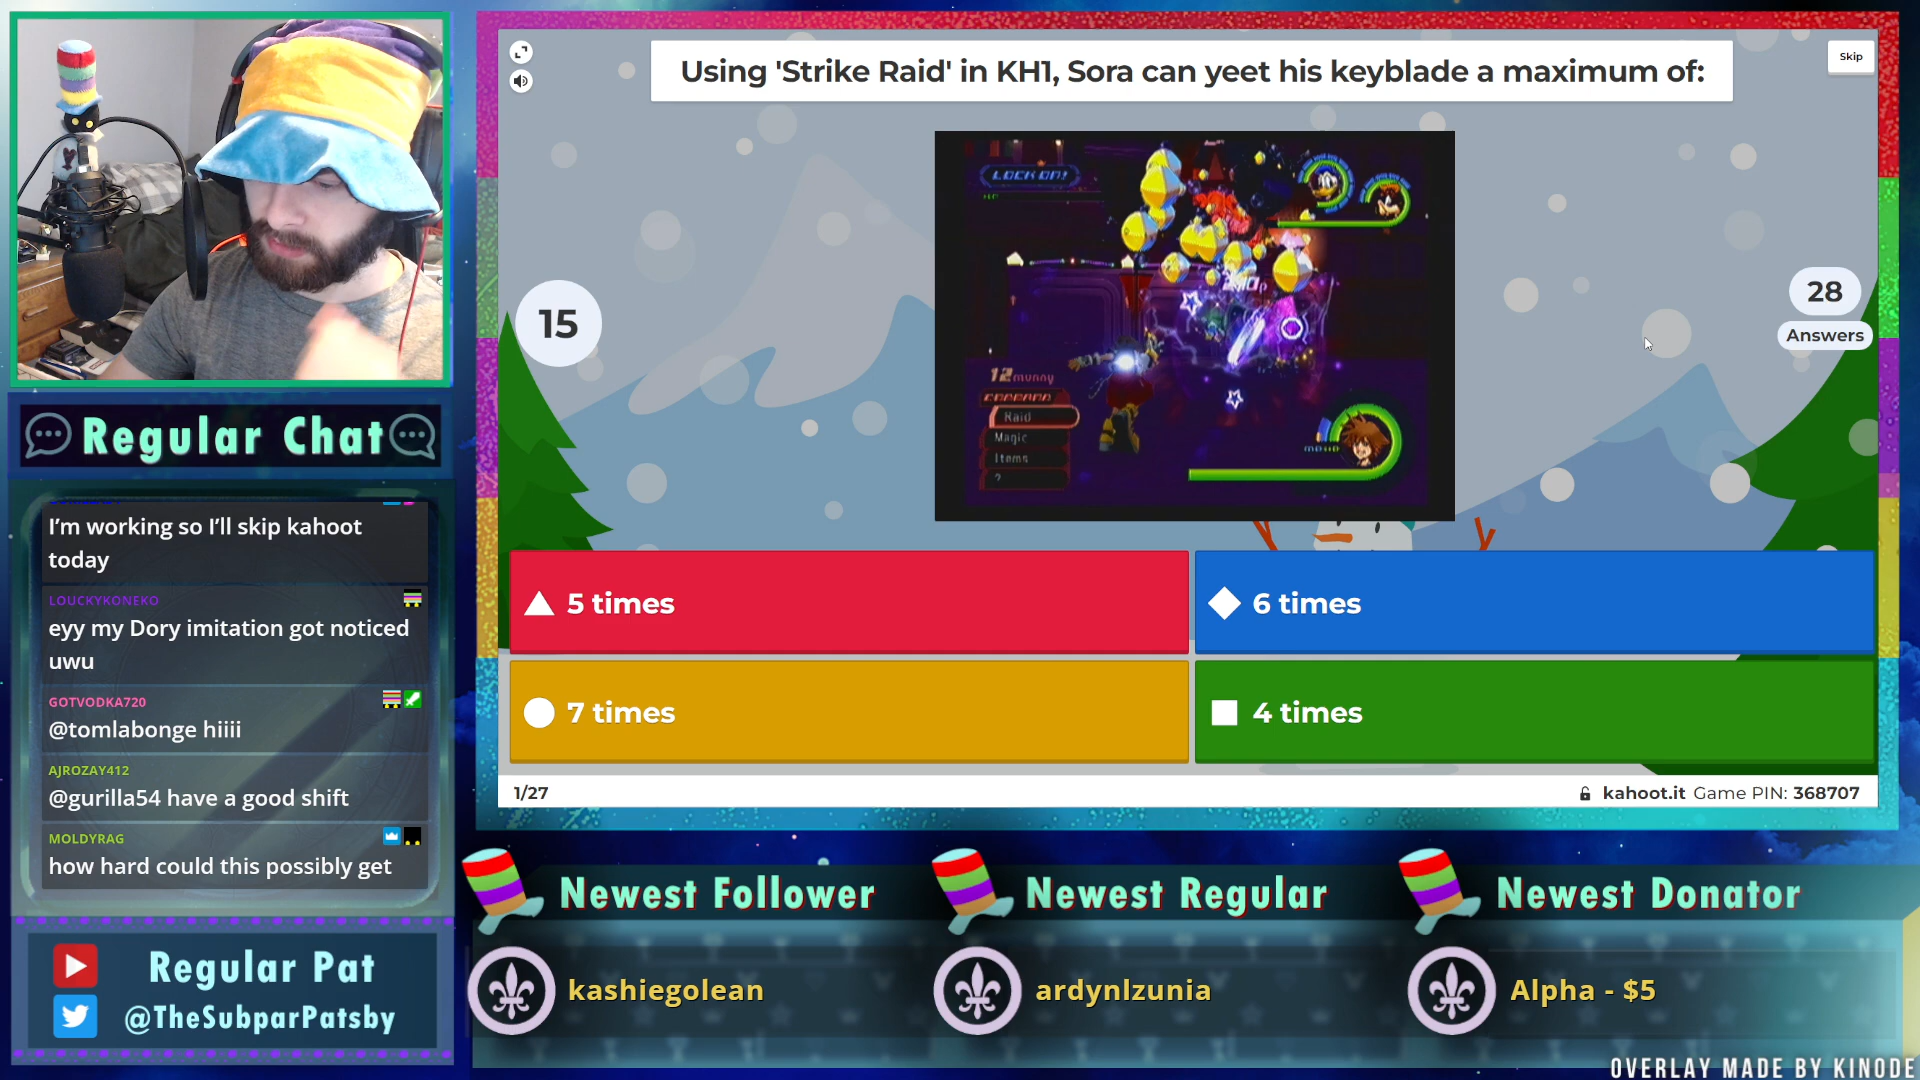 Using 'Strike Raid' in KH1, Sora can yeet his keyblade a maximum of:
Skip
LOCK ON!
15
28
Answers
12 munny
Raid
Magic
Items
?
5 times
6 times
7 times
4 times
1/27
kahoot.it Game PIN: 368707
Regular Chat
I'm working so I'll skip kahoot
today
LOUCKYKONEKO
eyy my Dory imitation got noticed
uwu
GOTVODKA720
@tomlabonge hiiii
AJROZAY412
@gurilla54 have a good shift
MOLDYRAG
how hard could this possibly get
Regular Pat
@TheSubparPatsby
Newest Follower
kashiegolean
Newest Regular
ardynlzunia
Newest Donator
Alpha - $5
OVERLAY MADE BY KINODE